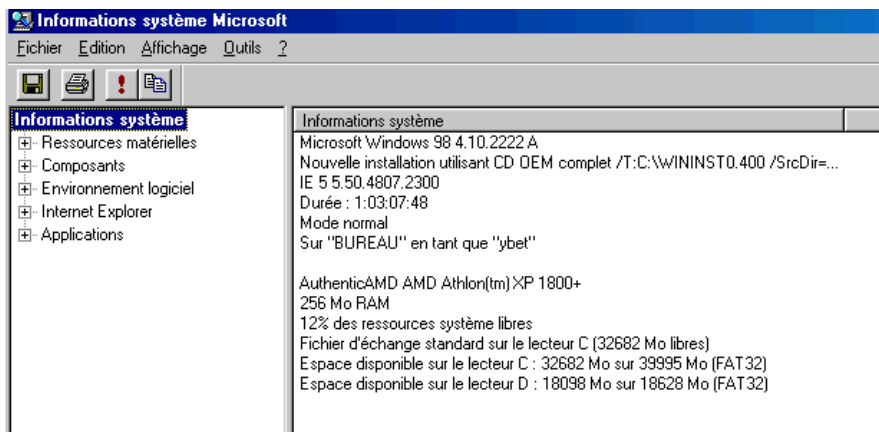 Informations système Microsoft
Fichier Edition Affichage Outils ?
Informations système
Ressources matérielles
Composants
Environnement logiciel
Internet Explorer
Applications
Informations système
Microsoft Windows 98 4.10.2222 A
Nouvelle installation utilisant CD OEM complet /T:C:\WININST0.400 /SrcDir=...
IE 5 5.50.4807.2300
Durée : 1:03:07:48
Mode normal
Sur "BUREAU" en tant que "ybet"
AuthenticAMD AMD Athlon(tm) XP 1800+
256 Mo RAM
12% des ressources système libres
Fichier d'échange standard sur le lecteur C (32682 Mo libres)
Espace disponible sur le lecteur C : 32682 Mo sur 39995 Mo (FAT32)
Espace disponible sur le lecteur D : 18098 Mo sur 18628 Mo (FAT32)